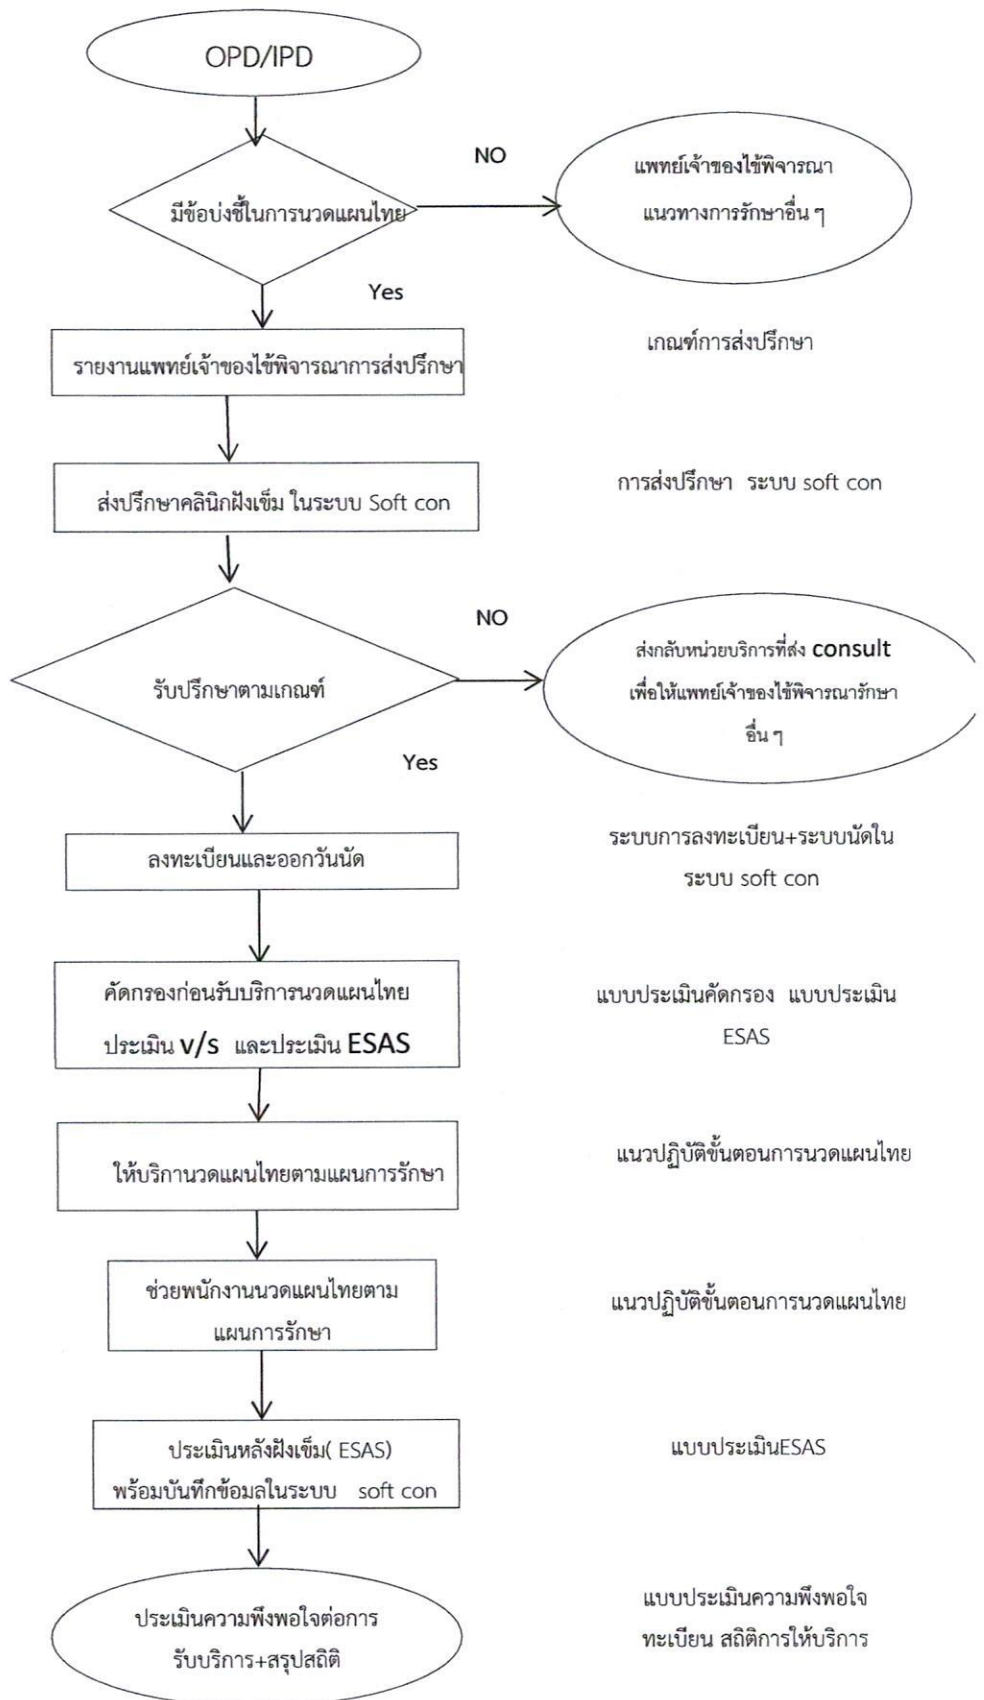 OPD/IPD
NO
แพทย์เจ้าของไข้พิจารณา
แนวทางการรักษาอื่น ๆ
มีข้อบ่งชี้ในการนวดแผนไทย
Yes
รายงานแพทย์เจ้าของไข้พิจารณาการส่งปรึกษา
เกณฑ์การส่งปรึกษา
ส่งปรึกษาคลินิกฝังเข็ม ในระบบ Soft con
การส่งปรึกษา ระบบ soft con
NO
ส่งกลับหน่วยบริการที่ส่ง consult
เพื่อให้แพทย์เจ้าของไข้พิจารณารักษา
อื่น ๆ
รับปรึกษาตามเกณฑ์
Yes
ลงทะเบียนและออกวันนัด
ระบบการลงทะเบียน+ระบบนัดใน
ระบบ soft con
คัดกรองก่อนรับบริการนวดแผนไทย
ประเมิน v/s และประเมิน ESAS
แบบประเมินคัดกรอง แบบประเมิน
ESAS
ให้บริการนวดแผนไทยตามแผนการรักษา
แนวปฏิบัติขั้นตอนการนวดแผนไทย
ช่วยพนักงานนวดแผนไทยตาม
แผนการรักษา
แนวปฏิบัติขั้นตอนการนวดแผนไทย
ประเมินหลังฝังเข็ม( ESAS)
พร้อมบันทึกข้อมูลในระบบ soft con
แบบประเมินESAS
ประเมินความพึงพอใจต่อการ
รับบริการ+สรุปสถิติ
แบบประเมินความพึงพอใจ
ทะเบียน สถิติการให้บริการ